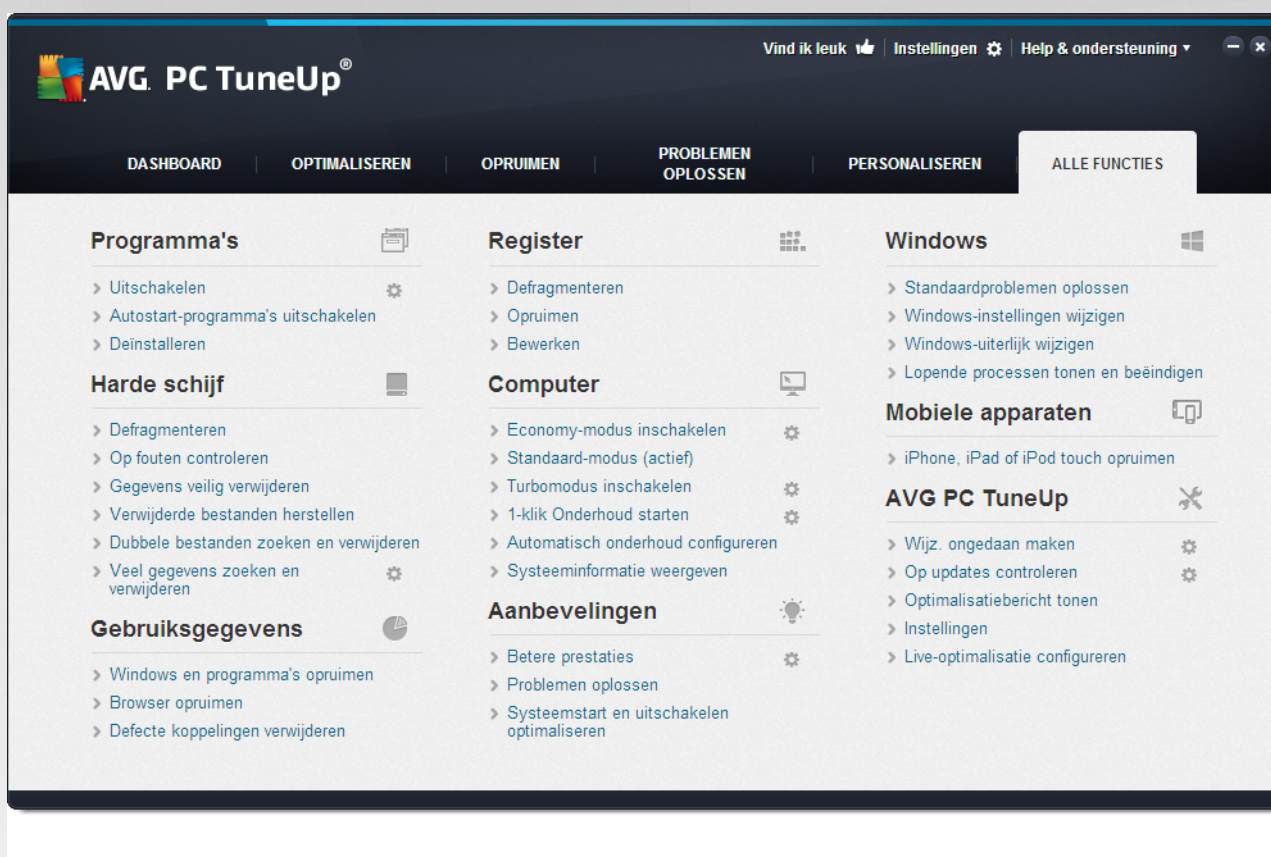 Vind ik leuk
Instellingen
Help & ondersteuning
AVG. PC TuneUp®
DASHBOARD
OPTIMALISEREN
OPRUIMEN
PROBLEMEN
OPLOSSEN
PERSONALISEREN
ALLE FUNCTIES
Programma's
Uitschakelen
Autostart-programma's uitschakelen
Deïnstalleren
Harde schijf
Defragmenteren
Op fouten controleren
Gegevens veilig verwijderen
Verwijderde bestanden herstellen
Dubbele bestanden zoeken en verwijderen
Veel gegevens zoeken en
verwijderen
Gebruiksgegevens
Windows en programma's opruimen
Browser opruimen
Defecte koppelingen verwijderen
Register
Defragmenteren
Opruimen
Bewerken
Computer
Economy-modus inschakelen
Standaard-modus (actief)
Turbomodus inschakelen
1-klik Onderhoud starten
Automatisch onderhoud configureren
Systeeminformatie weergeven
Aanbevelingen
Betere prestaties
Problemen oplossen
Systeemstart en uitschakelen
optimaliseren
Windows
Standaardproblemen oplossen
Windows-instellingen wijzigen
Windows-uiterlijk wijzigen
Lopende processen tonen en beëindigen
Mobiele apparaten
iPhone, iPad of iPod touch opruimen
AVG PC TuneUp
Wijz. ongedaan maken
Op updates controleren
Optimalisatiebericht tonen
Instellingen
Live-optimalisatie configureren